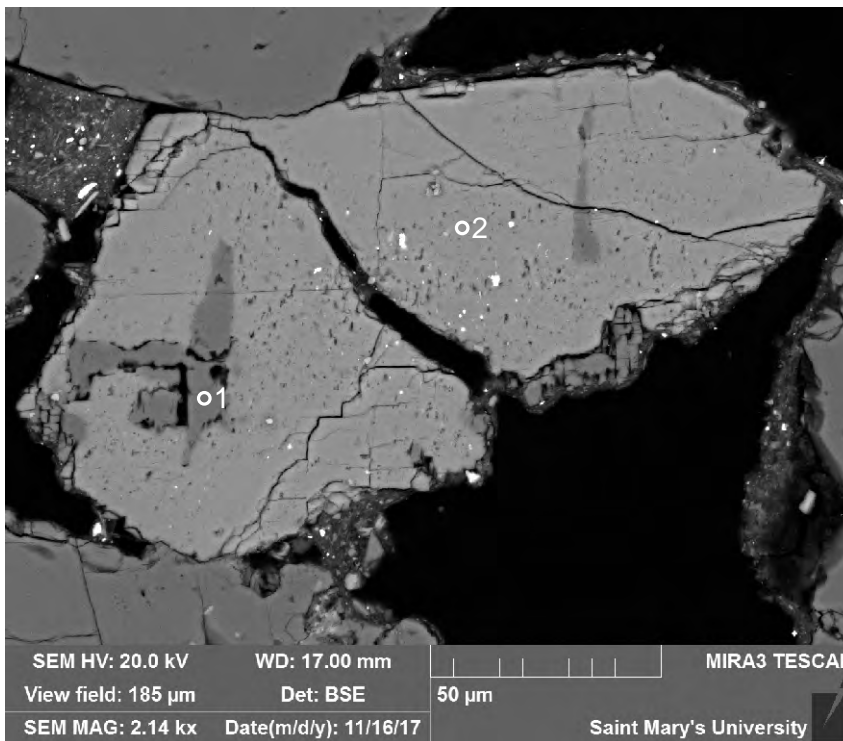 2
1
SEM HV: 20.0 kV WD: 17.00 mm MIRA3 TESCA
View field: 185 µm Det: BSE 50 µm
SEM MAG: 2.14 kx Date(m/d/y): 11/16/17 Saint Mary's University